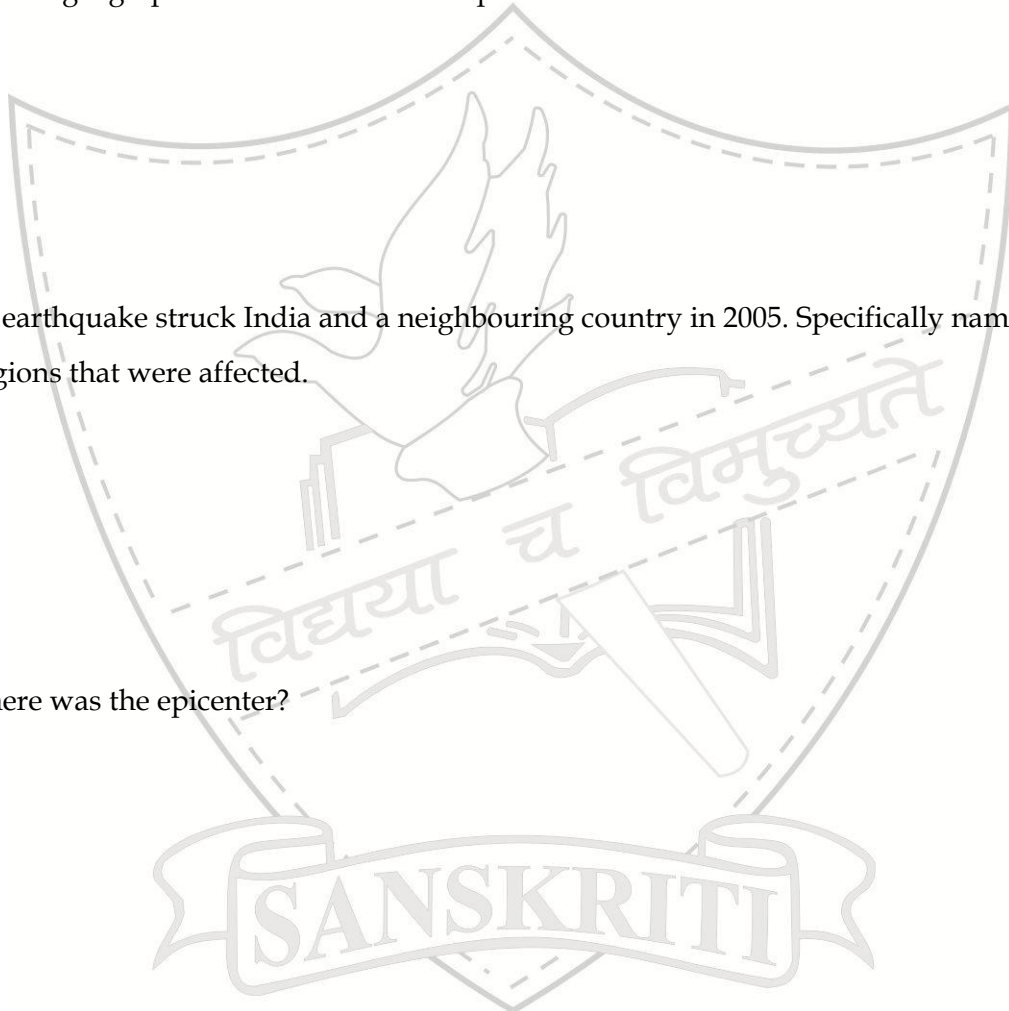 earthquake struck India and a neighbouring country in 2005. Specifically nam
gions that were affected.
विद्यया च विमुच्यते
here was the epicenter?
SANSKRITI